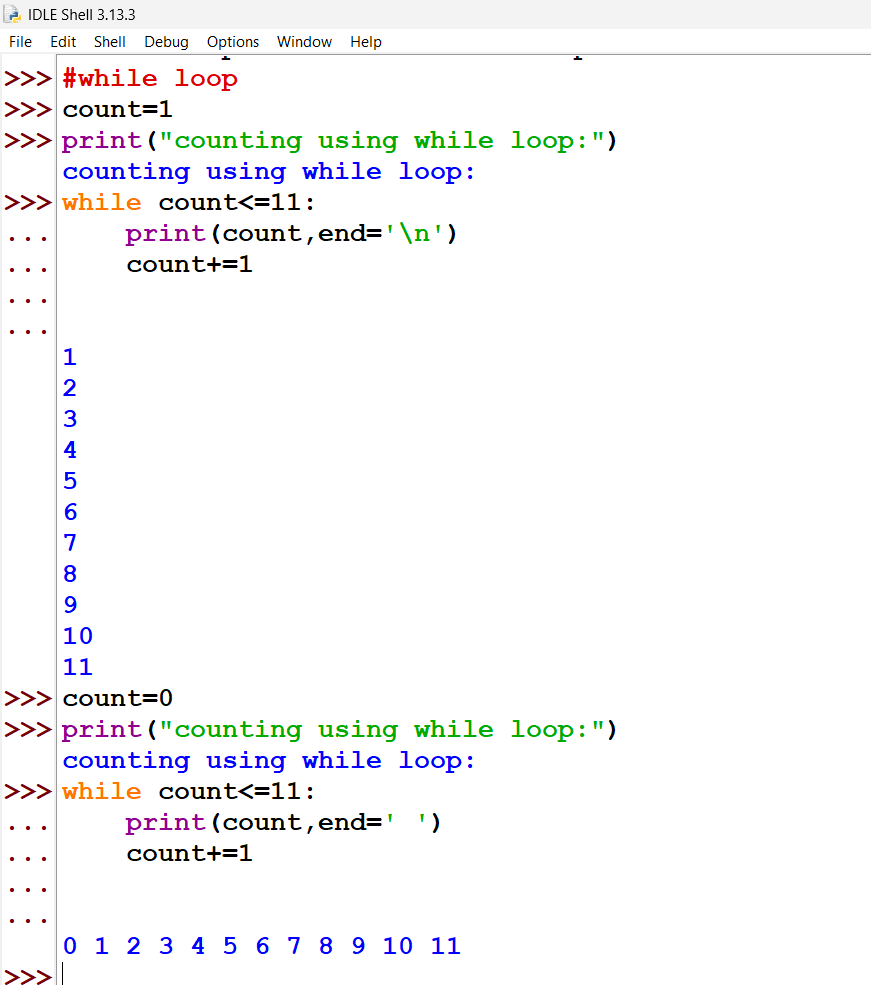 IDLE Shell 3.13.3
File Edit Shell Debug Options Window Help
>>> #while loop
>>> count=1
>>> print("counting using while loop:")
counting using while loop:
>>> while count<=11:
...     print(count,end='\n')
...     count+=1
...
...
1
2
3
4
5
6
7
8
9
10
11
>>> count=0
>>> print("counting using while loop:")
counting using while loop:
>>> while count<=11:
...     print(count,end=' ')
...     count+=1
...
...
0 1 2 3 4 5 6 7 8 9 10 11
>>>